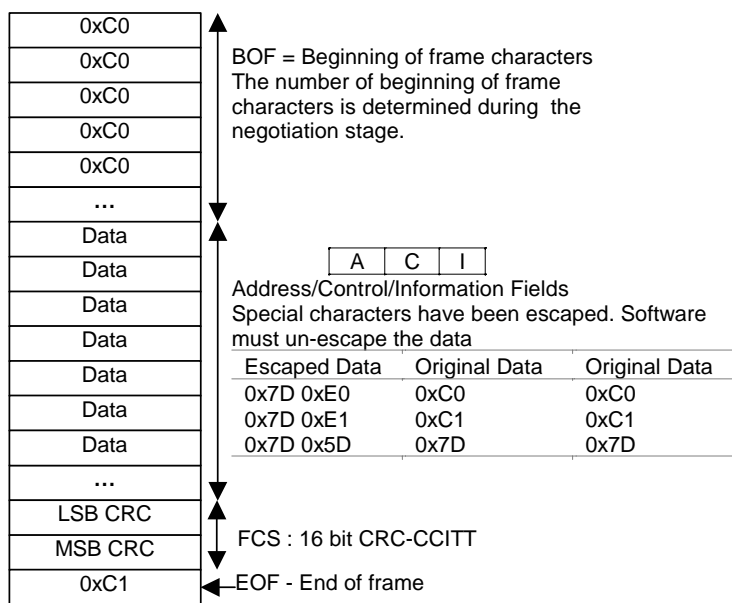 0xC0
0xC0
0xC0
0xC0
0xC0
...
Data
Data
Data
Data
Data
Data
Data
...
LSB CRC
MSB CRC
0xC1
BOF = Beginning of frame characters
The number of beginning of frame
characters is determined during the
negotiation stage.
A C I
Address/Control/Information Fields
Special characters have been escaped. Software
must un-escape the data
Escaped Data Original Data Original Data
0x7D 0xE0 0xC0 0xC0
0x7D 0xE1 0xC1 0xC1
0x7D 0x5D 0x7D 0x7D
FCS : 16 bit CRC-CCITT
EOF - End of frame